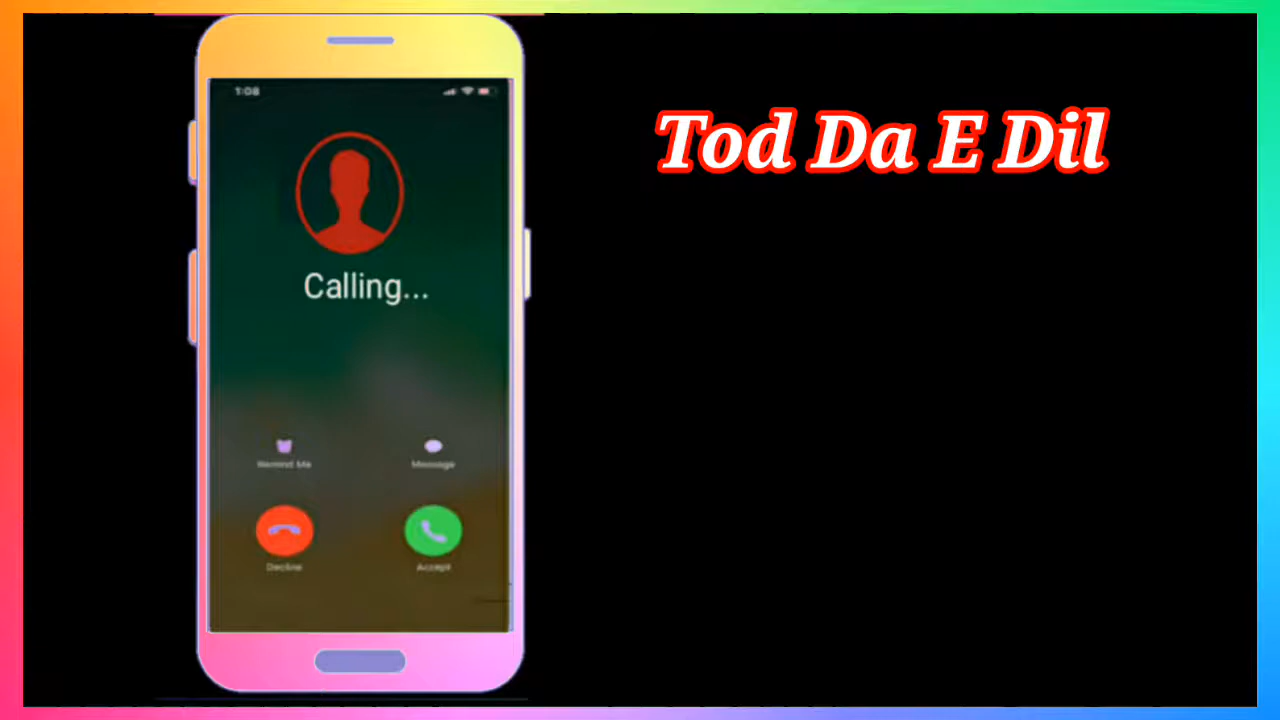 1:08
Tod Da E Dil
Calling...
Remind Me
Message
Decline
Accept